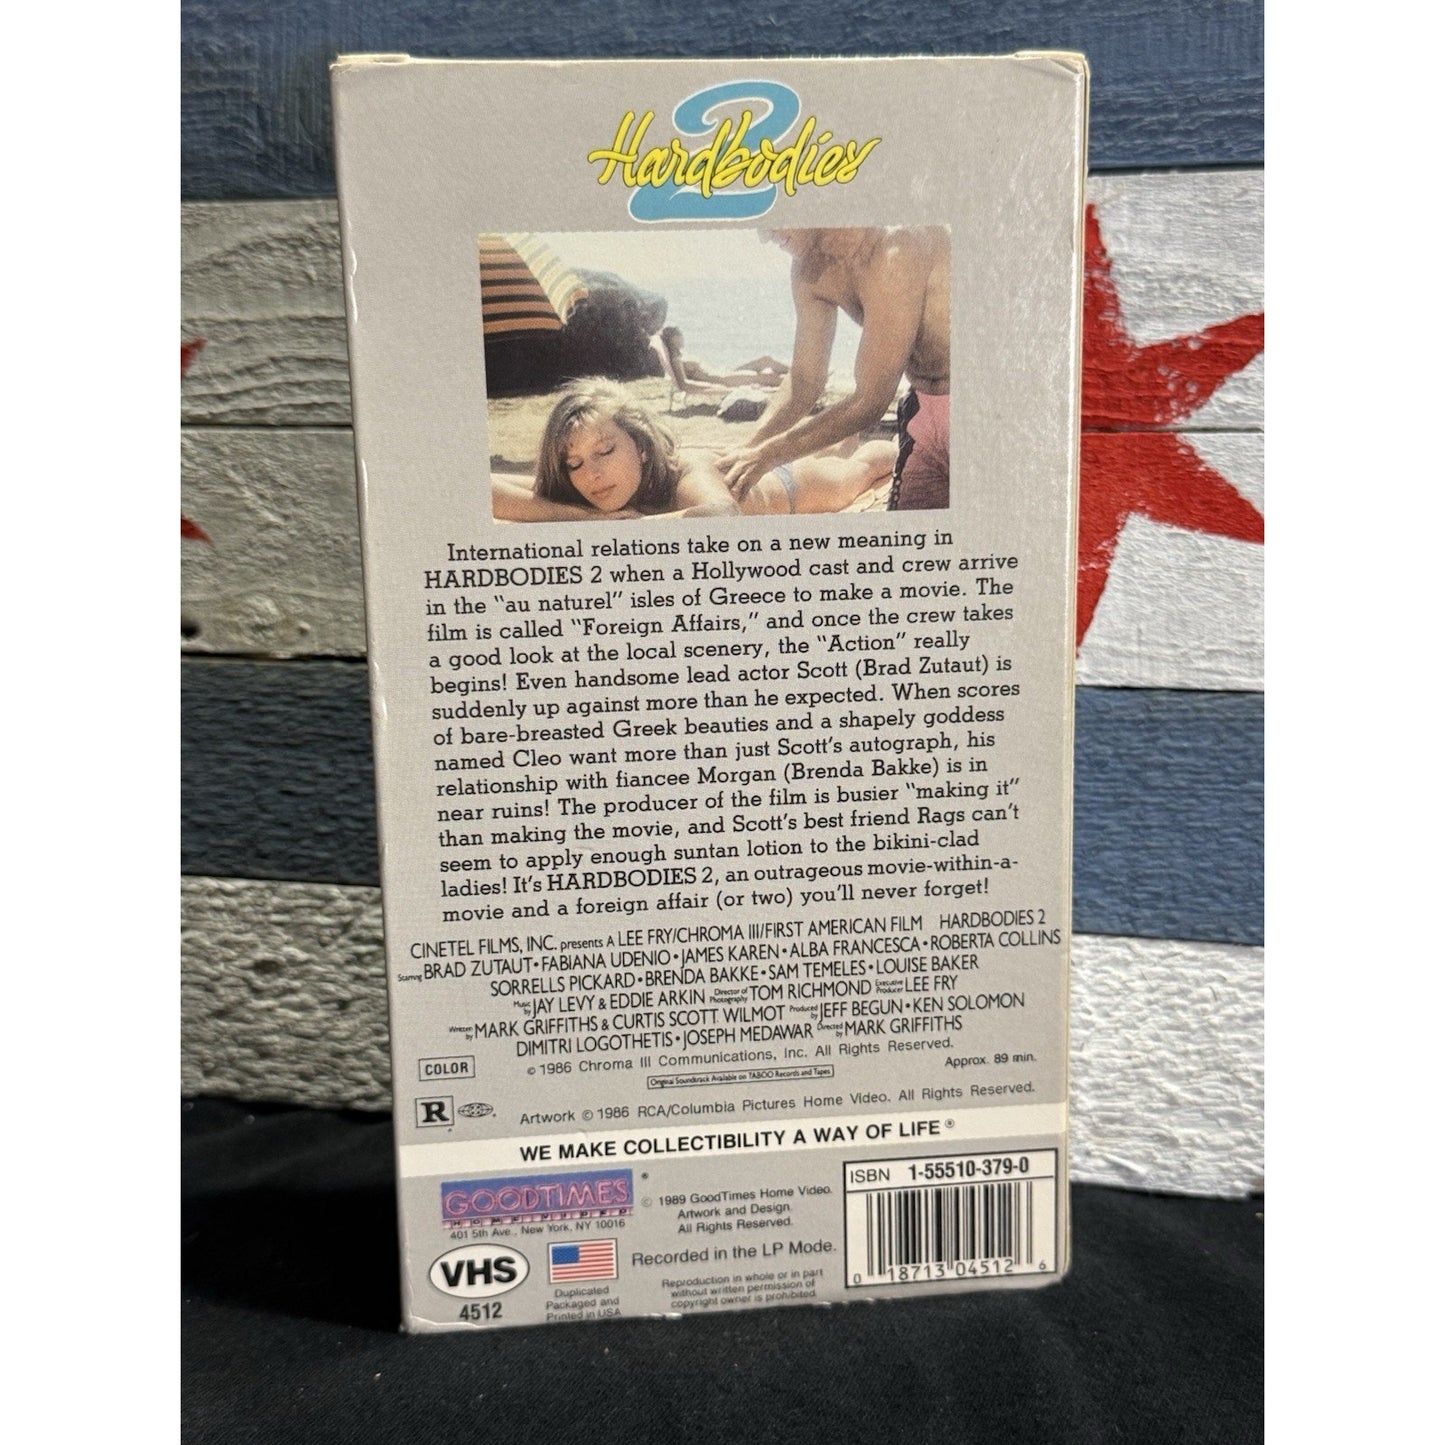 Hardbodies
2
International relations take on a new meaning in
HARDBODIES 2 when a Hollywood cast and crew arrive
in the "au naturel" isles of Greece to make a movie. The
film is called "Foreign Affairs," and once the crew takes
a good look at the local scenery, the "Action" really
begins! Even handsome lead actor Scott (Brad Zutaut) is
suddenly up against more than he expected. When scores
of bare-breasted Greek beauties and a shapely goddess
named Cleo want more than just Scott's autograph, his
relationship with fiancee Morgan (Brenda Bakke) is in
near ruins! The producer of the film is busier "making it"
than making the movie, and Scott's best friend Rags can't
seem to apply enough suntan lotion to the bikini-clad
ladies! It's HARDBODIES 2, an outrageous movie-within-a-
movie and a foreign affair (or two) you'll never forget!
CINETEL FILMS, INC. presents A LEE FRY/CHROMA III/FIRST AMERICAN FILM HARDBODIES 2
Starring BRAD ZUTAUT • FABIANA UDENIO • JAMES KAREN • ALBA FRANCESCA • ROBERTA COLLINS
SORRELLS PICKARD • BRENDA BAKKE • SAM TEMELES • LOUISE BAKER
Music by JAY LEVY & EDDIE ARKIN Director of Photography TOM RICHMOND Executive Producer LEE FRY
Written by MARK GRIFFITHS & CURTIS SCOTT WILMOT Produced by JEFF BEGUN • KEN SOLOMON
DIMITRI LOGOTHETIS • JOSEPH MEDAWAR Directed by MARK GRIFFITHS
COLOR
© 1986 Chroma III Communications, Inc. All Rights Reserved.
Approx. 89 min.
Original Soundtrack Available on TABOO Records and Tapes
R
Artwork © 1986 RCA/Columbia Pictures Home Video. All Rights Reserved.
WE MAKE COLLECTIBILITY A WAY OF LIFE ®
GOODTIMES
HOME VIDEO
401 5th Ave., New York, NY 10016
© 1989 GoodTimes Home Video.
Artwork and Design.
All Rights Reserved.
ISBN 1-55510-379-0
0 18713 04512 6
VHS
4512
Duplicated
Packaged and
Printed in USA
Recorded in the LP Mode.
Reproduction in whole or in part
without written permission of
copyright owner is prohibited.